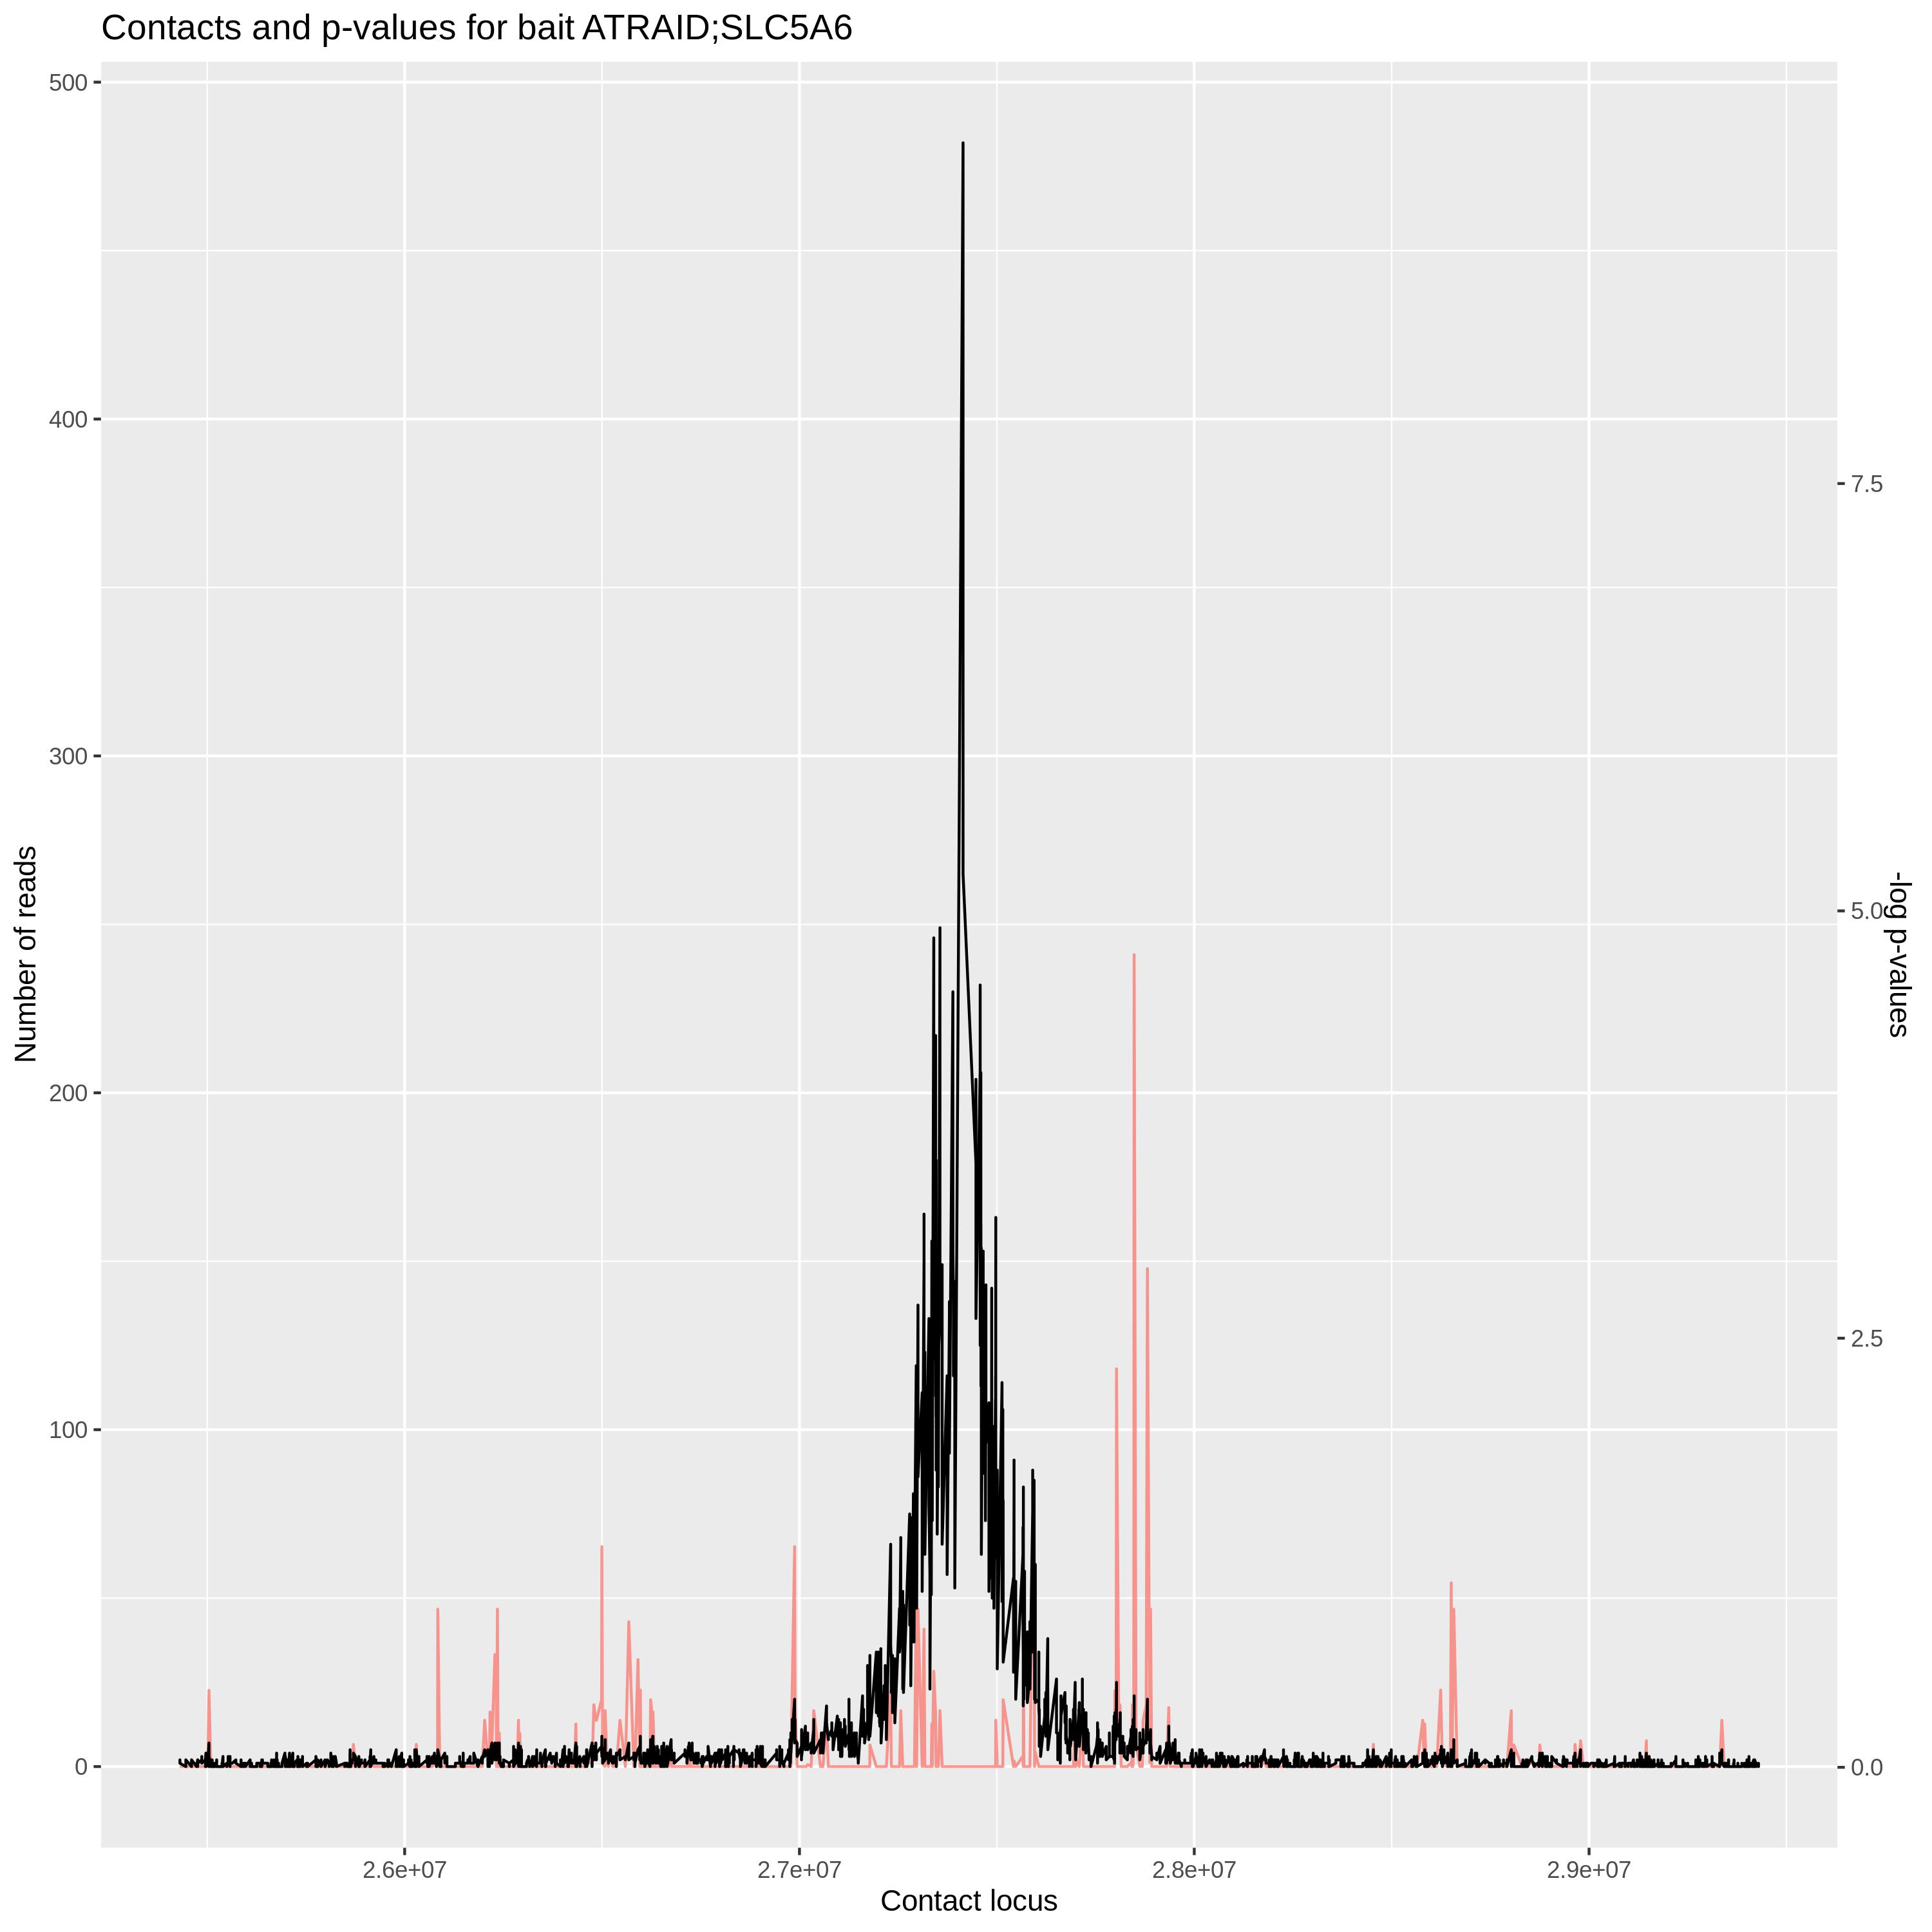 Contacts and p-values for bait ATRAID;SLC5A6
500
400
300
200
100
0
Number of reads
7.5
5.0
2.5
0.0
-log p-values
2.6e+07
2.7e+07
2.8e+07
2.9e+07
Contact locus